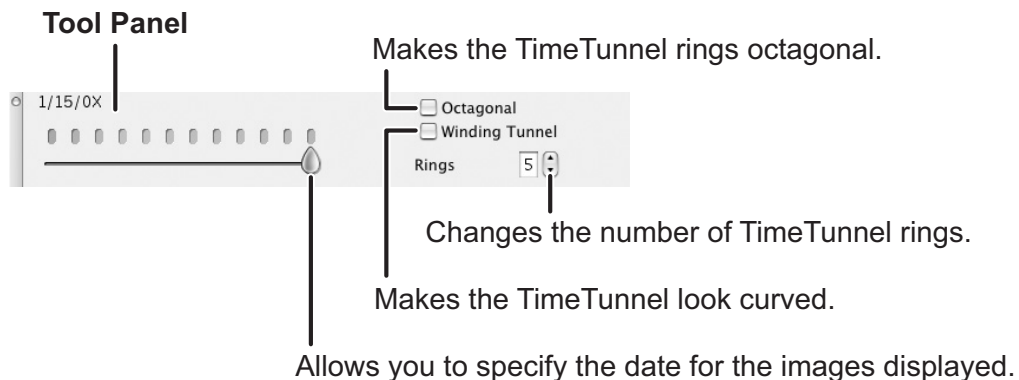 Tool Panel
Makes the TimeTunnel rings octagonal.
1/15/0X
Octagonal
Winding Tunnel
Rings 5
Changes the number of TimeTunnel rings.
Makes the TimeTunnel look curved.
Allows you to specify the date for the images displayed.